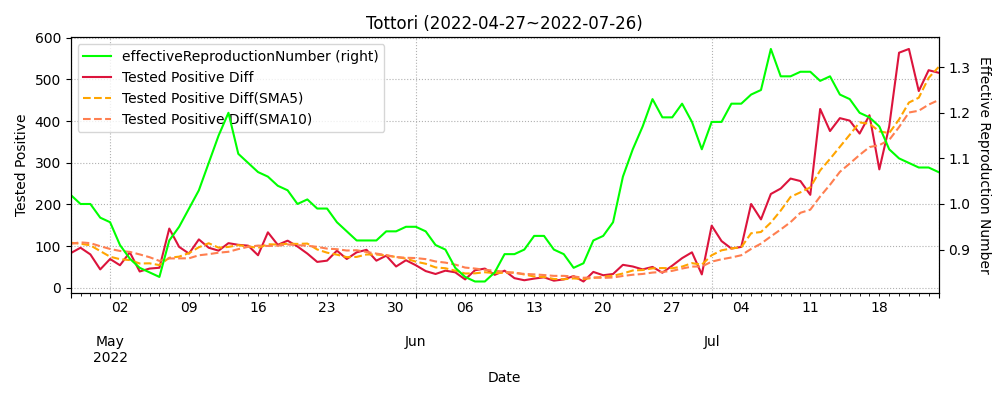 Tottori (2022-04-27~2022-07-26)
effectiveReproductionNumber (right)
Tested Positive Diff
Tested Positive Diff(SMA5)
Tested Positive Diff(SMA10)
Tested Positive
600
500
400
300
200
100
0
1.3
1.2
1.1
1.0
0.9
Effective Reproduction Number
02 09 16 23 30 06 13 20 27 04 11 18
May Jun Jul
2022
Date